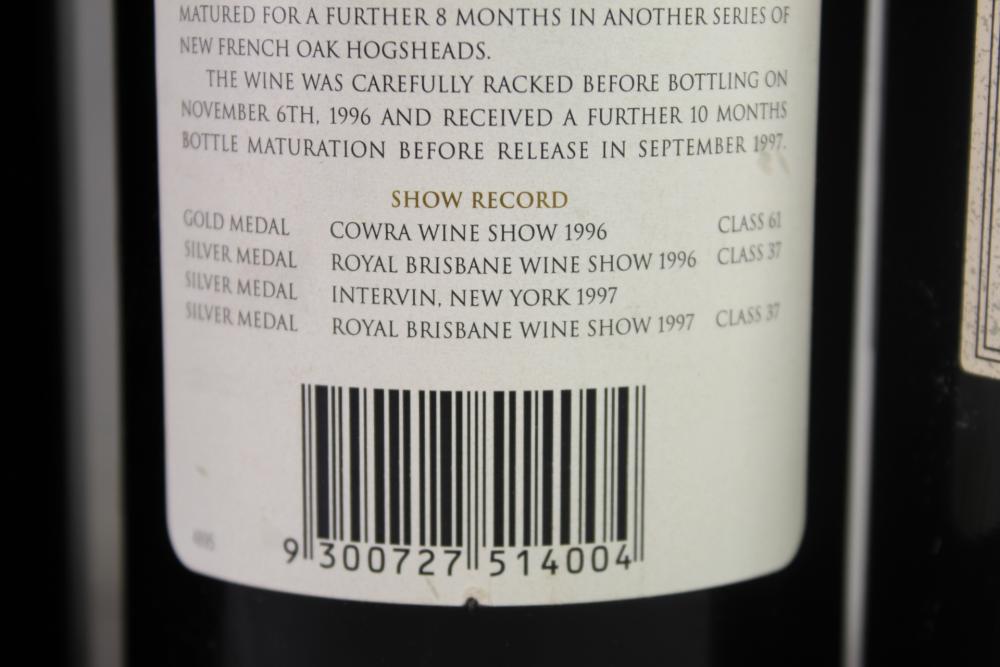 MATURED FOR A FURTHER 8 MONTHS IN ANOTHER SERIES OF
NEW FRENCH OAK HOGSHEADS.
THE WINE WAS CAREFULLY RACKED BEFORE BOTTLING ON
NOVEMBER 6TH, 1996 AND RECEIVED A FURTHER 10 MONTHS
BOTTLE MATURATION BEFORE RELEASE IN SEPTEMBER 1997.
SHOW RECORD
GOLD MEDAL COWRA WINE SHOW 1996 CLASS 61
SILVER MEDAL ROYAL BRISBANE WINE SHOW 1996 CLASS 37
SILVER MEDAL INTERVIN, NEW YORK 1997
SILVER MEDAL ROYAL BRISBANE WINE SHOW 1997 CLASS 37
9 300727 514004